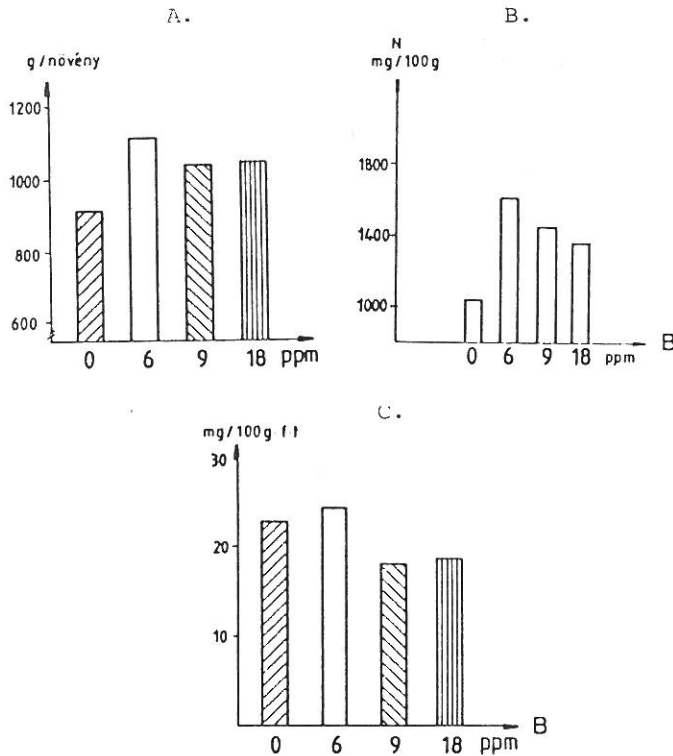 A.
g/növény
1200
1000
800
600
0 6 9 18 ppm
B.
N
mg/100g
1800
1400
1000
0 6 9 18 ppm B
C.
mg/100g f·t
30
20
10
0 6 9 18 ppm B